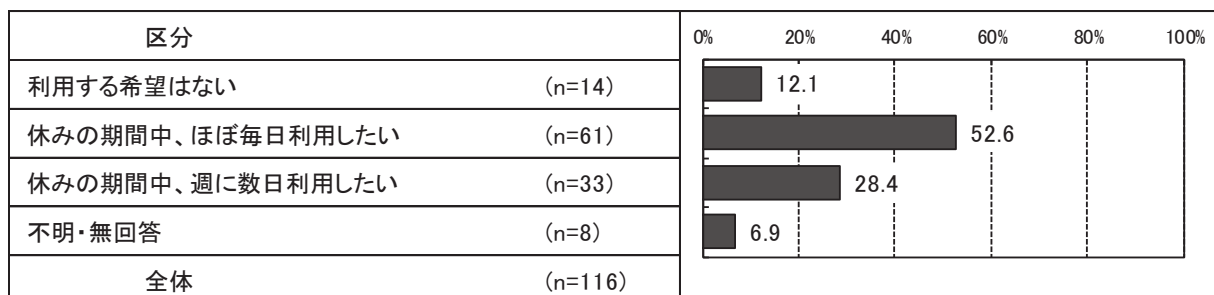 区分 0% 20% 40% 60% 80% 100%
利用する希望はない (n=14) 12.1
休みの期間中、ほぼ毎日利用したい (n=61) 52.6
休みの期間中、週に数日利用したい (n=33) 28.4
不明・無回答 (n=8) 6.9
全体 (n=116)